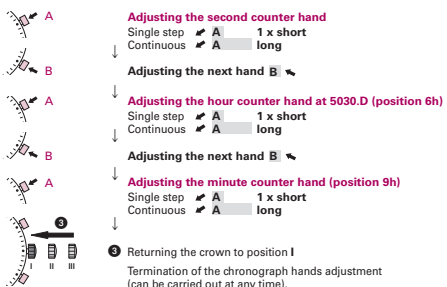 A Adjusting the second counter hand
Single step A 1 x short
Continuous A long
B Adjusting the next hand B
A Adjusting the hour counter hand at 5030.D (position 6h)
Single step A 1 x short
Continuous A long
B Adjusting the next hand B
A Adjusting the minute counter hand (position 9h)
Single step A 1 x short
Continuous A long
3
I II III
3 Returning the crown to position I
Termination of the chronograph hands adjustment
(can be carried out at any time).